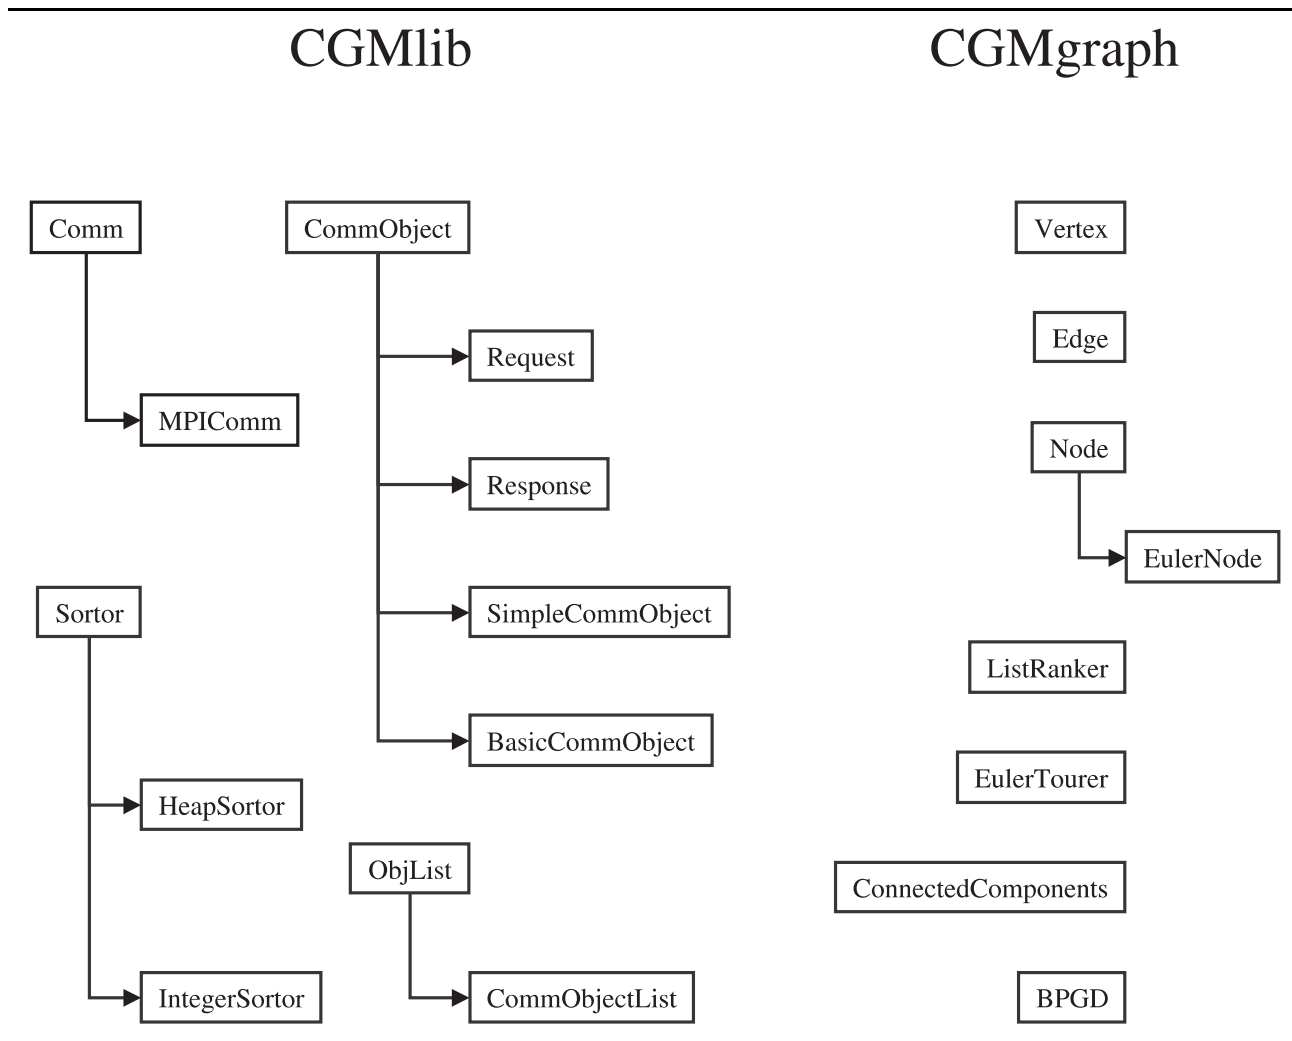 CGMlib
CGMgraph
Comm
CommObject
Request
MPIComm
Response
SimpleCommObject
BasicCommObject
Sortor
HeapSortor
IntegerSortor
ObjList
CommObjectList
Vertex
Edge
Node
EulerNode
ListRanker
EulerTourer
ConnectedComponents
BPGD